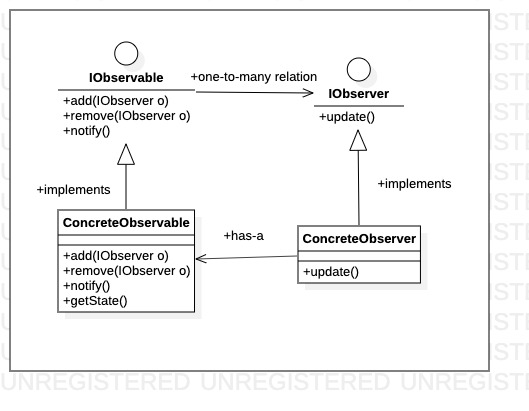 IObservable
+add(IObserver o)
+remove(IObserver o)
+notify()
+one-to-many relation
IObserver
+update()
+implements
+implements
ConcreteObservable
+add(IObserver o)
+remove(IObserver o)
+notify()
+getState()
+has-a
ConcreteObserver
+update()
UNREGISTERED UNREGISTERED UNREGISTERED